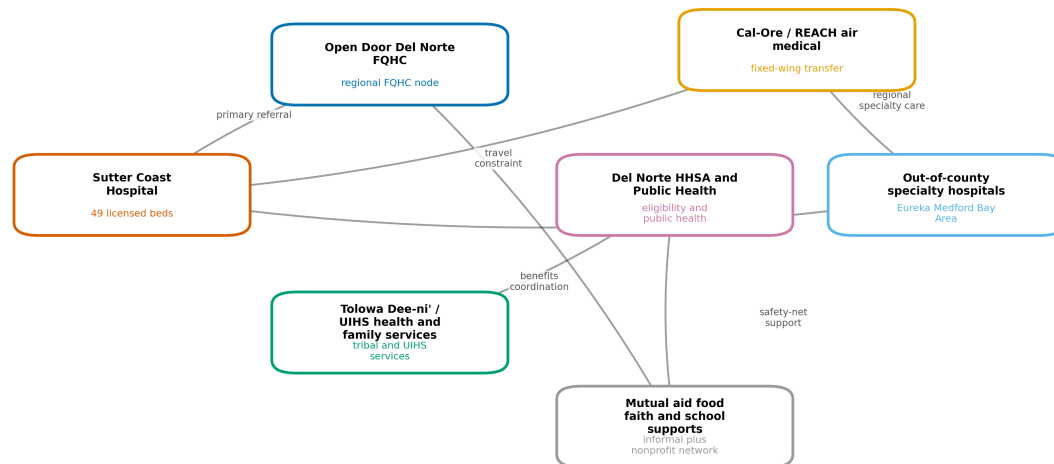 Cal-Ore / REACH air
medical
fixed-wing transfer
Open Door Del Norte
FQHC
regional FQHC node
regional
specialty care
primary referral
travel
constraint
Sutter Coast
Hospital
49 licensed beds
Del Norte HHSA and
Public Health
eligibility and
public health
Out-of-county
specialty hospitals
Eureka Medford Bay
Area
benefits
coordination
Tolowa Dee-ni' /
UIHS health and
family services
tribal and UIHS
services
safety-net
support
Mutual aid food
faith and school
supports
informal plus
nonprofit network